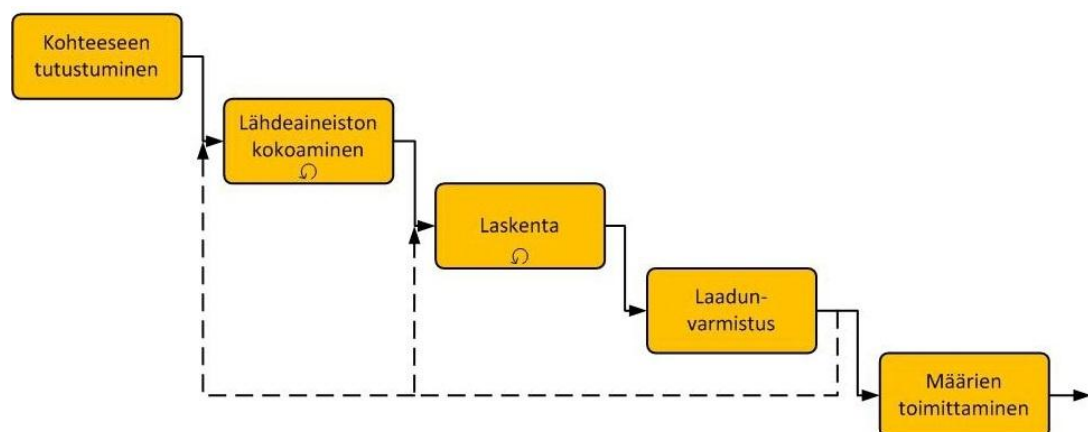 Kohteeseen
tutustuminen
Lähdeaineiston
kokoaminen
Laskenta
Laadun-
varmistus
Määrien
toimittaminen